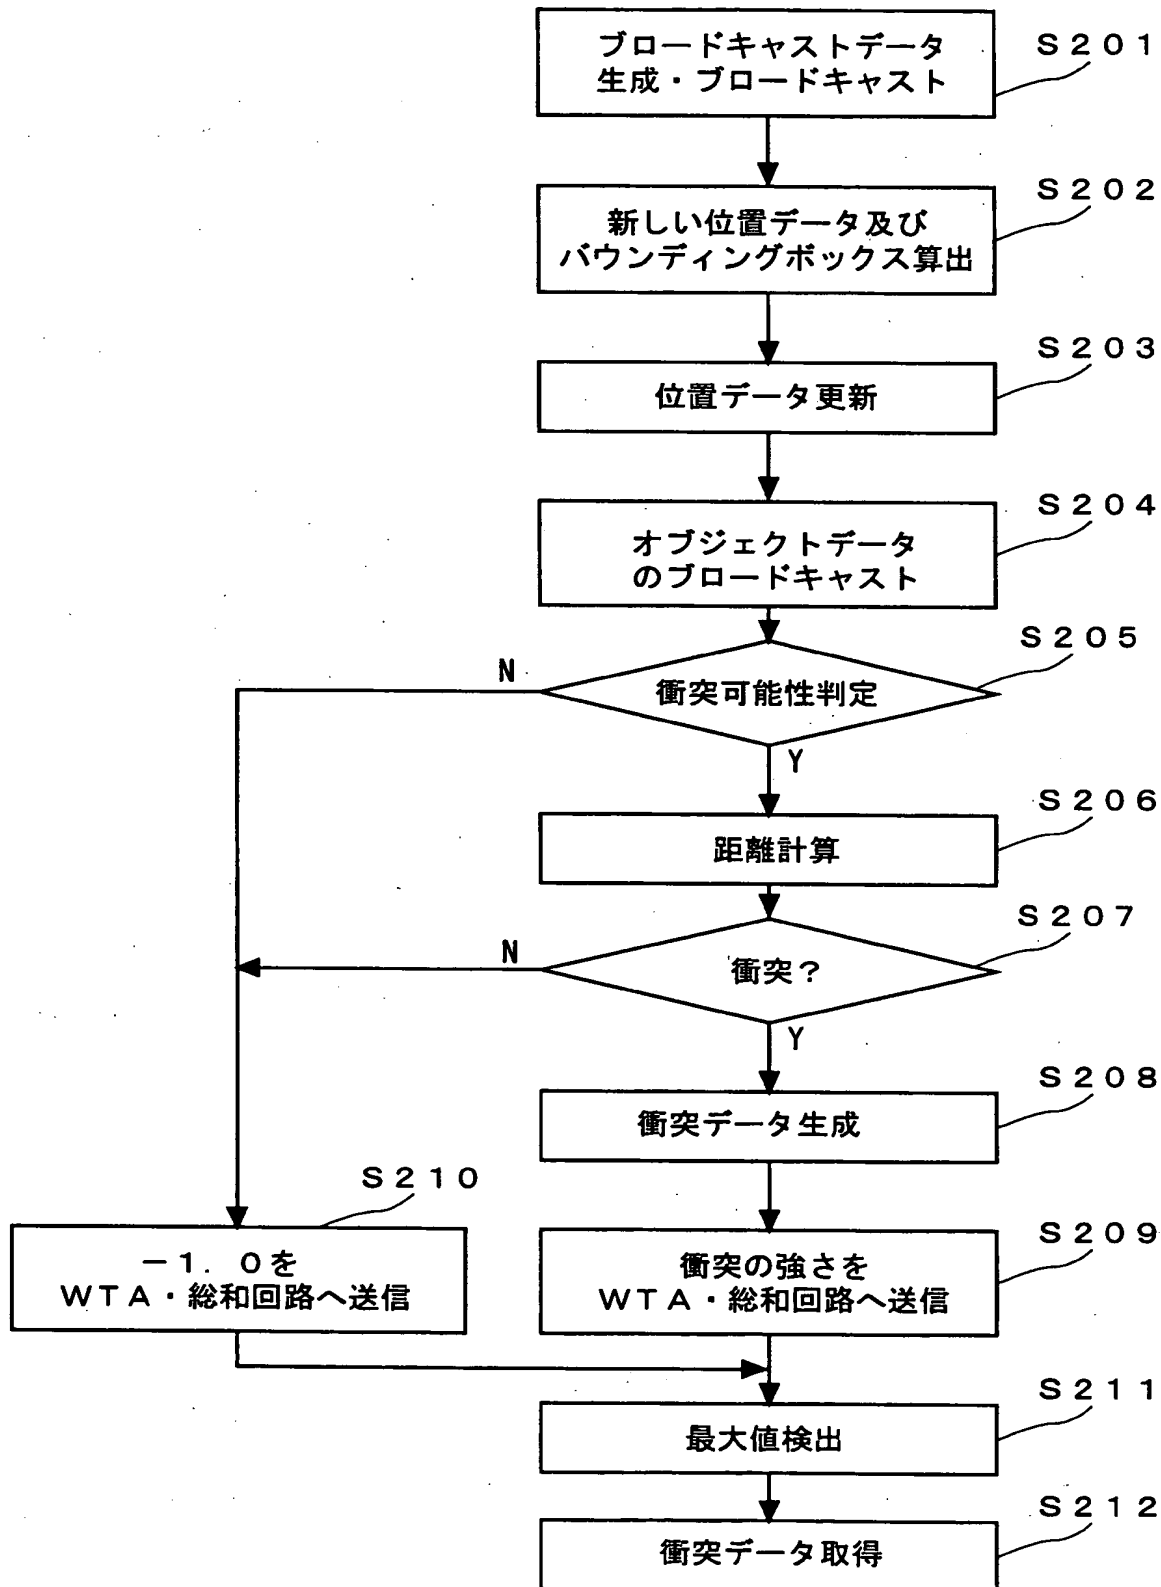 ブロードキャストデータ
生成・ブロードキャスト
S201
新しい位置データ及び
バウンディングボックス算出
S202
位置データ更新
S203
オブジェクトデータ
のブロードキャスト
S204
衝突可能性判定
S205
N
Y
距離計算
S206
衝突?
S207
N
Y
衝突データ生成
S208
衝突の強さを
WTA・総和回路へ送信
S209
-1.0を
WTA・総和回路へ送信
S210
最大値検出
S211
衝突データ取得
S212